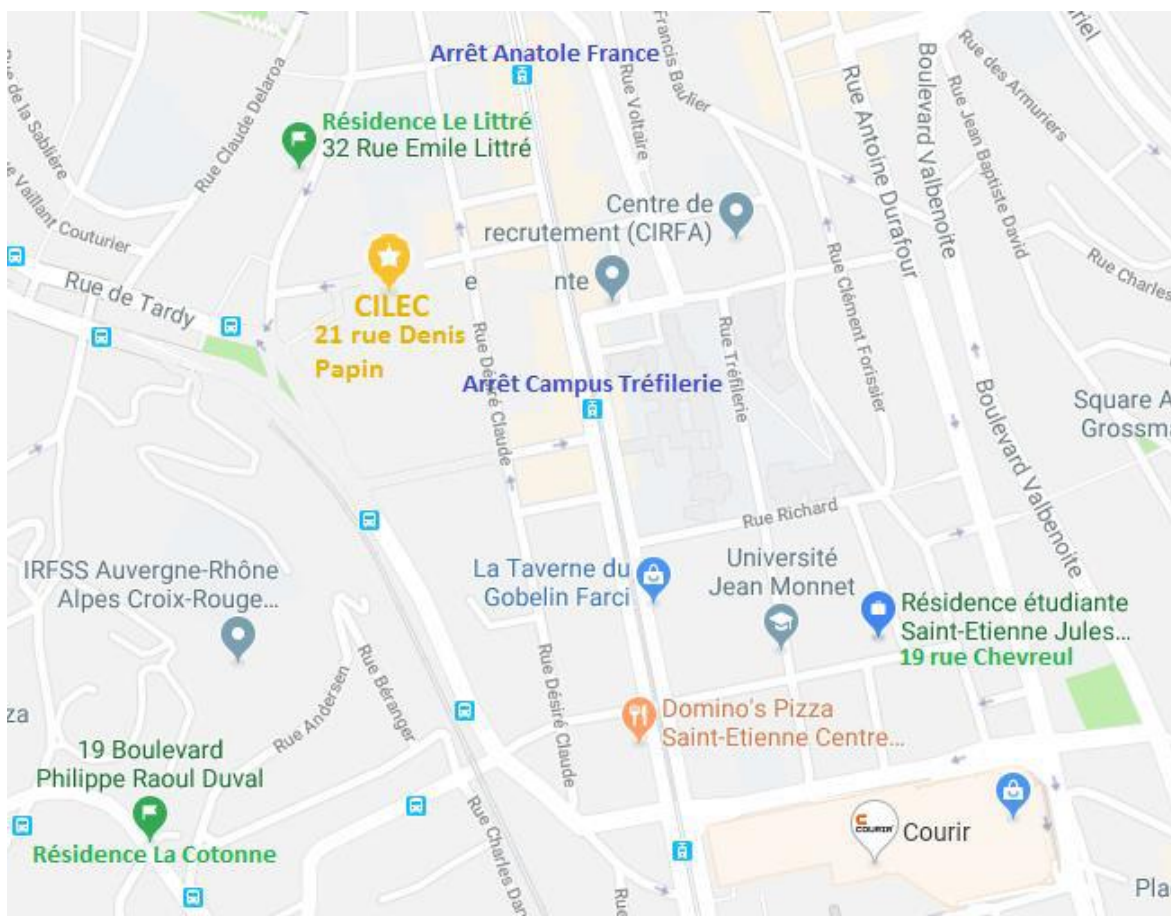 Arrêt Anatole France
Francis Baulier
Rue Voltaire
Rue Antoine Durafour
Boulevard Valbenoite
Rue Jean Baptiste David
Rue des Armuriers
Rue de la Sablière
Rue Claude Delaroa
Résidence Le Littré
32 Rue Emile Littré
Vaillant Couturier
Centre de
recrutement (CIRFA)
Rue Charles
Rue de Tardy
e
nte
CILEC
21 rue Denis
Papin
Rue Désiré Claude
Arrêt Campus Tréfilerie
Rue Tréfilerie
Rue Clément Forissier
Boulevard Valbenoite
Square A
Grossma
Rue Richard
IRFSS Auvergne-Rhône
Alpes Croix-Rouge...
La Taverne du
Gobelin Farci
Université
Jean Monnet
Résidence étudiante
Saint-Etienne Jules...
19 rue Chevreul
Rue Andersen
Rue Béranger
Rue Désiré Claude
za
Domino's Pizza
Saint-Etienne Centre...
19 Boulevard
Philippe Raoul Duval
Résidence La Cotonne
Rue Charles Dar
COURIR
Courir
Rue
Pla